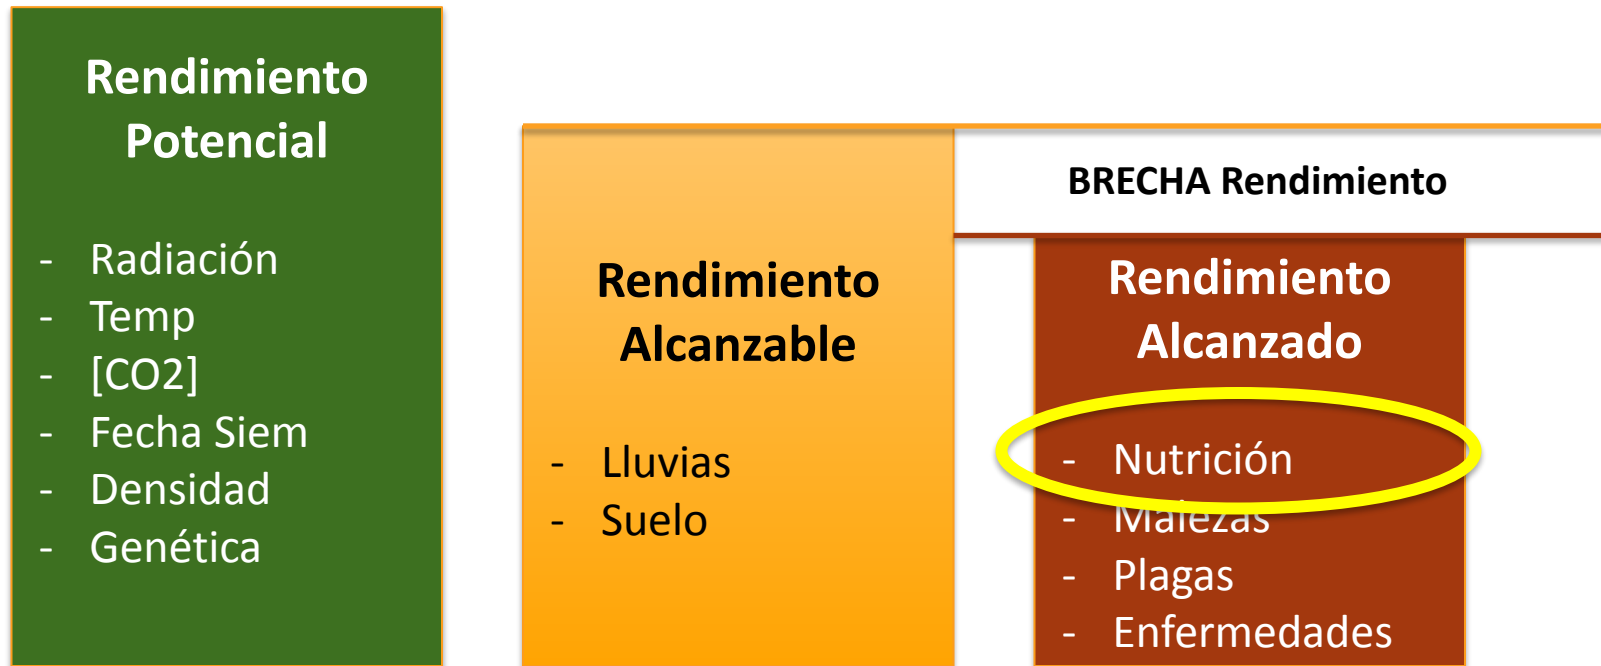 Rendimiento
Potencial
- Radiación
- Temp
- [CO2]
- Fecha Siem
- Densidad
- Genética
Rendimiento
Alcanzable
- Lluvias
- Suelo
BRECHA Rendimiento
Rendimiento
Alcanzado
- Nutrición
- Malezas
- Plagas
- Enfermedades